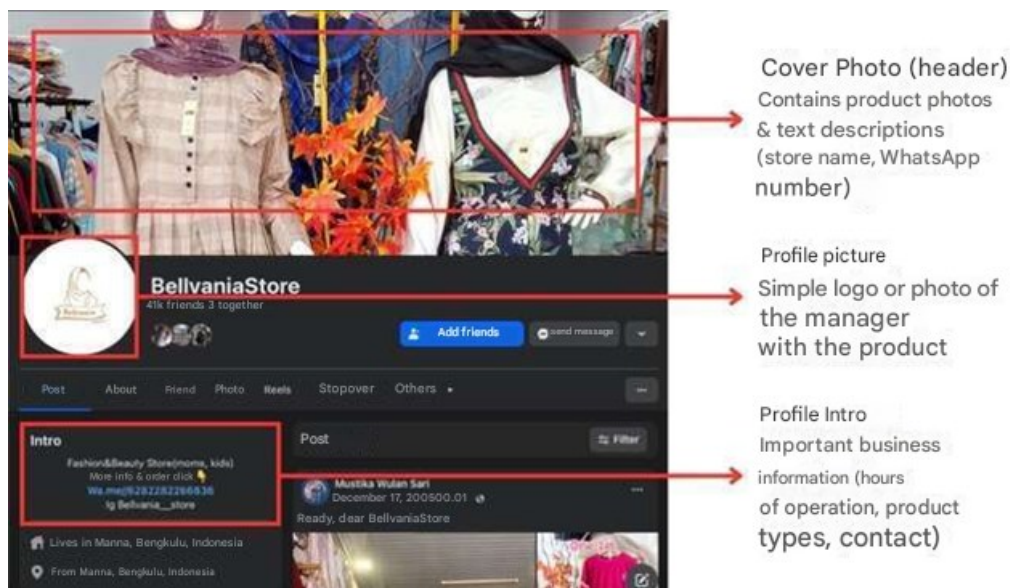 Cover Photo (header)
Contains product photos
& text descriptions
(store name, WhatsApp
number)
BellvaniaStore
41k friends 3 together
Add friends
send message
Profile picture
Simple logo or photo of
the manager
with the product
Post
About
Friend
Photo
Reels
Stopover
Others
Intro
Fashion&Beauty Store(moms, kids)
More info & order click 👇
Wa.me//6282282266636
Ig Bellvania__store
Lives in Manna, Bengkulu, Indonesia
From Manna, Bengkulu, Indonesia
Post
Filter
Mustika Wulan Sari
December 17, 200500.01
Ready, dear BellvaniaStore
Profile Intro
Important business
information (hours
of operation, product
types, contact)